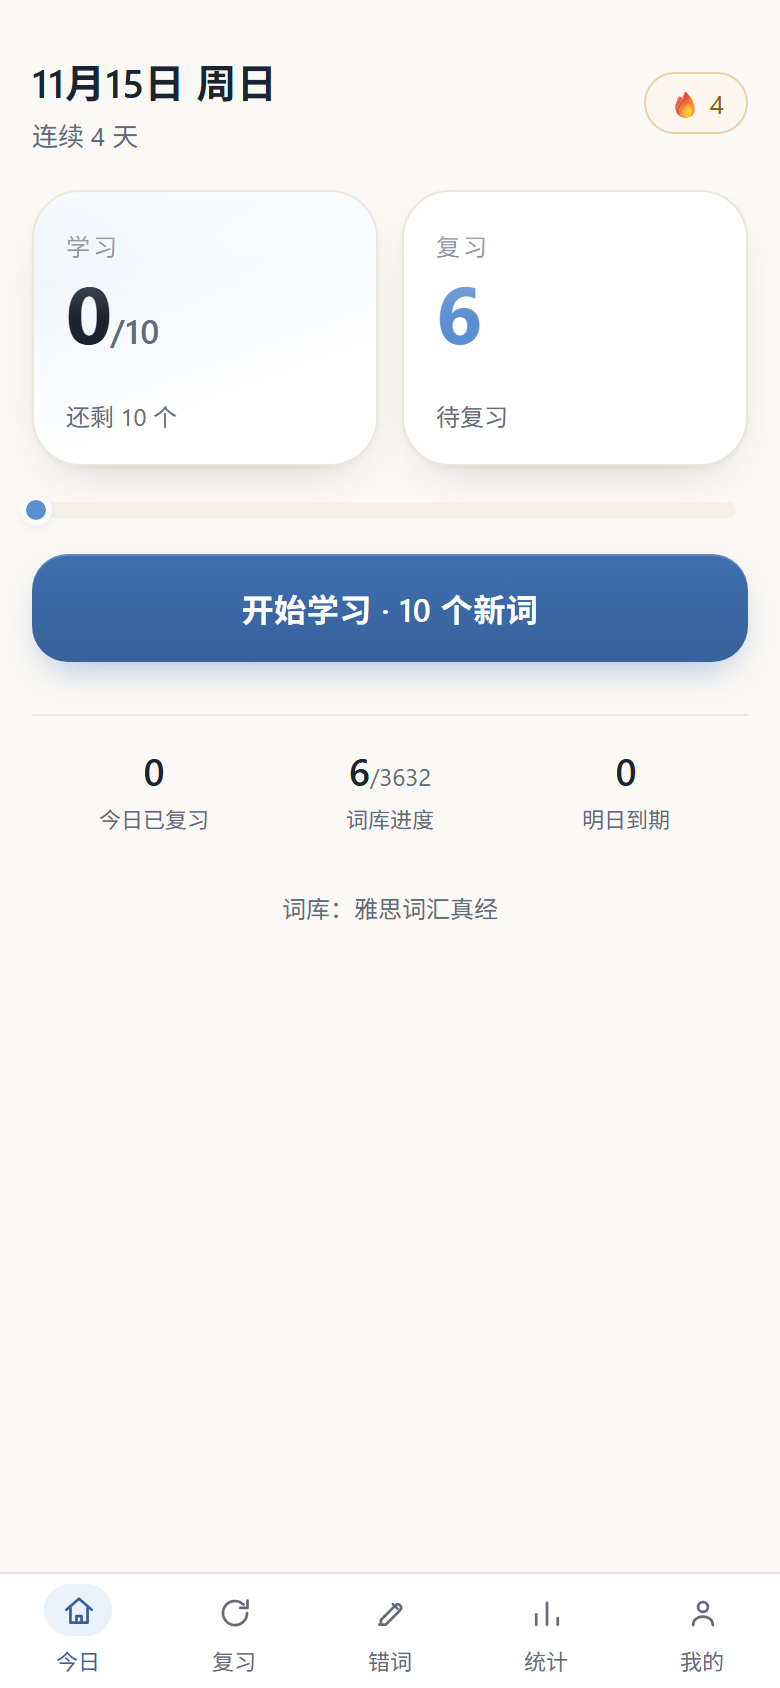 11月15日 周日
连续 4 天
4
学习
0/10
还剩 10 个
复习
6
待复习
开始学习 · 10 个新词
0
今日已复习
6/3632
词库进度
0
明日到期
词库：雅思词汇真经
今日
复习
错词
统计
我的